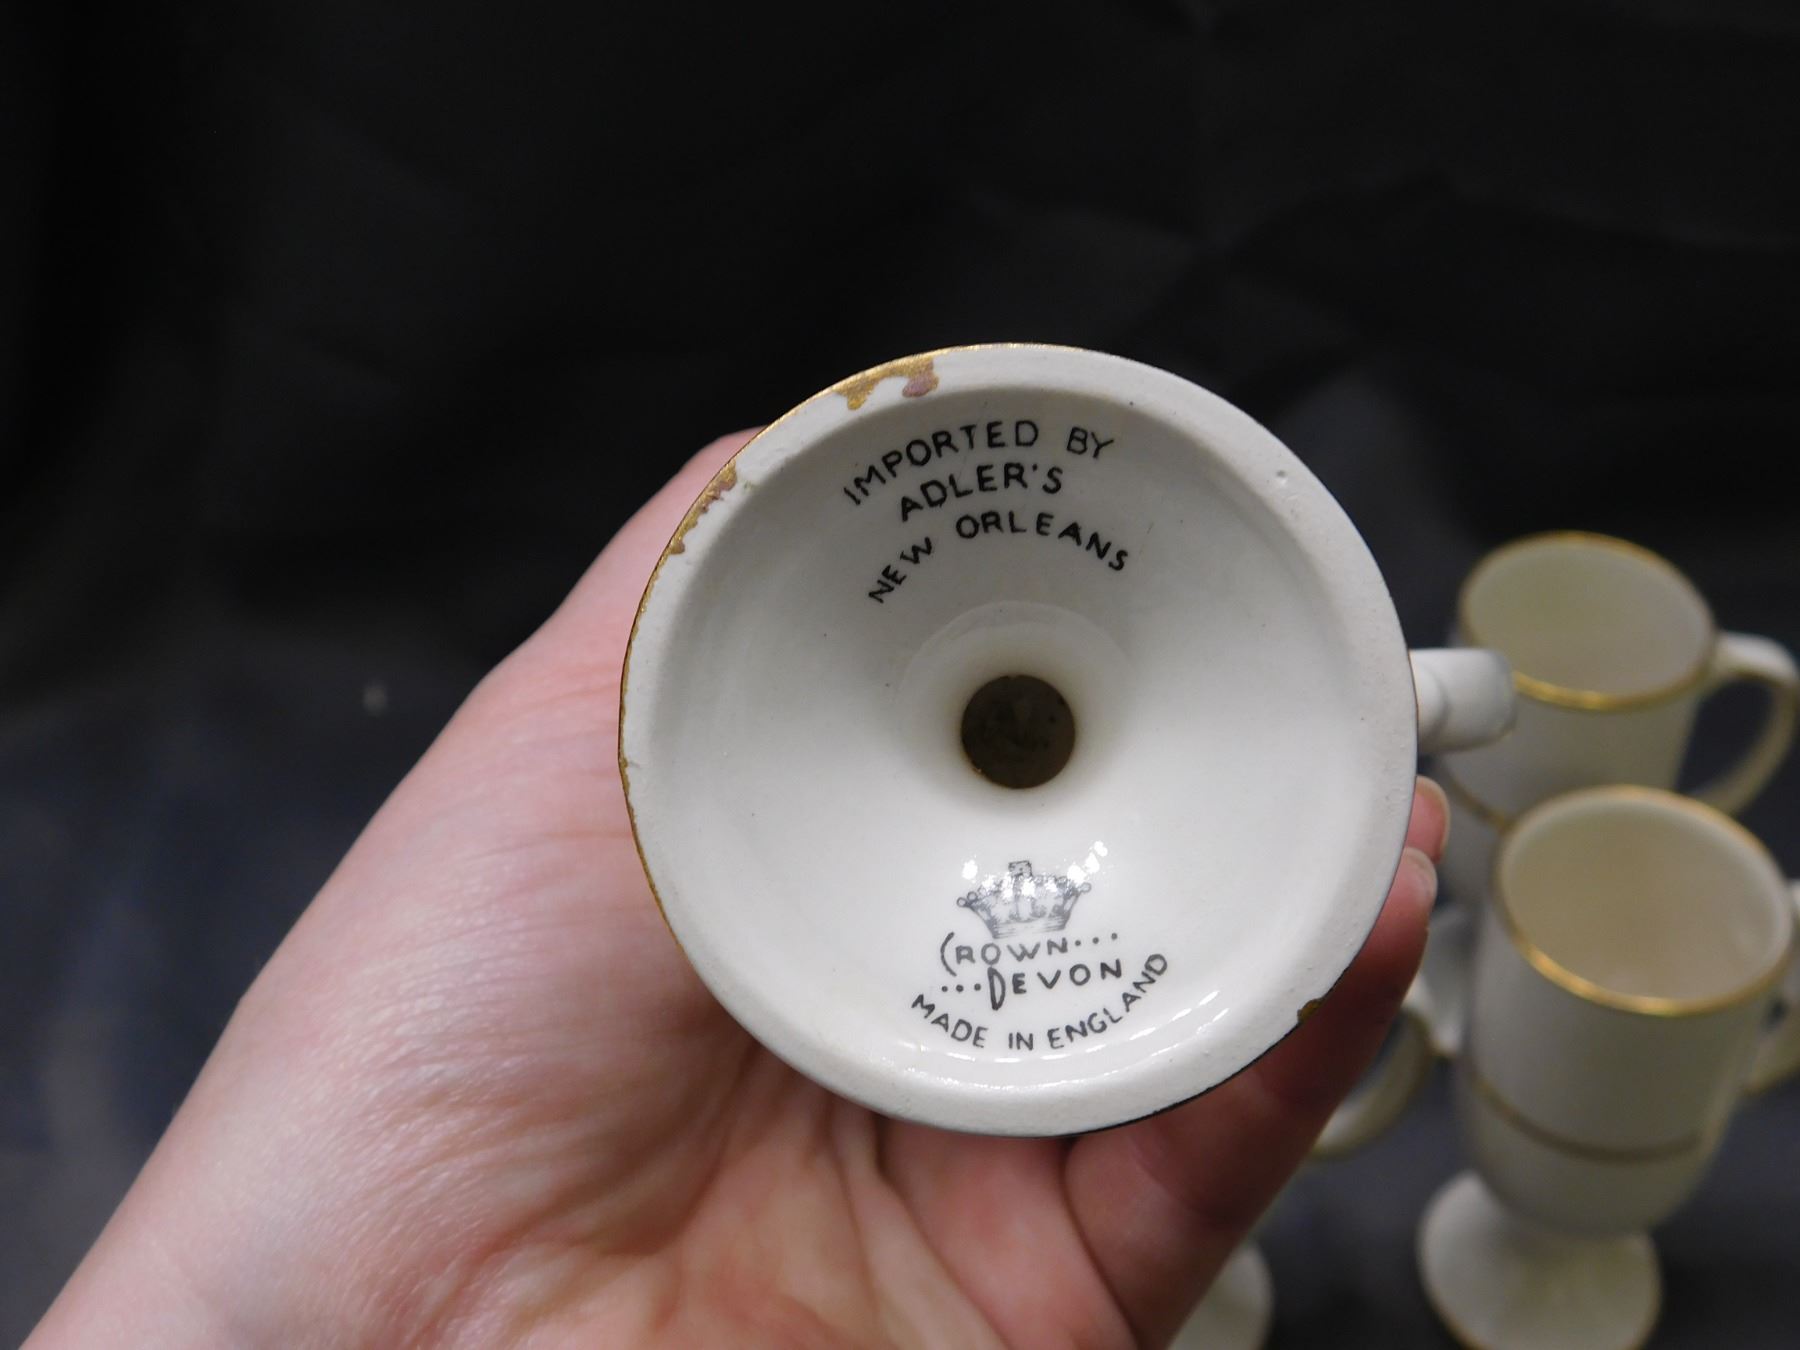 IMPORTED BY
ADLER'S
NEW ORLEANS
CROWN...
...DEVON
MADE IN ENGLAND